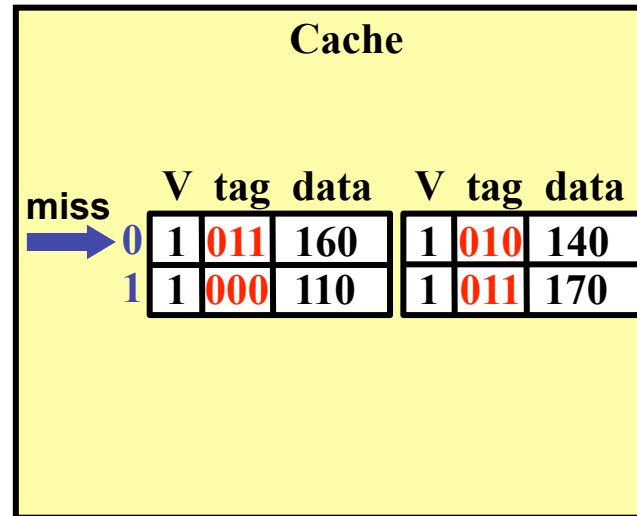 Cache
V tag data V tag data
miss
0 1 011 160 1 010 140
1 1 000 110 1 011 170